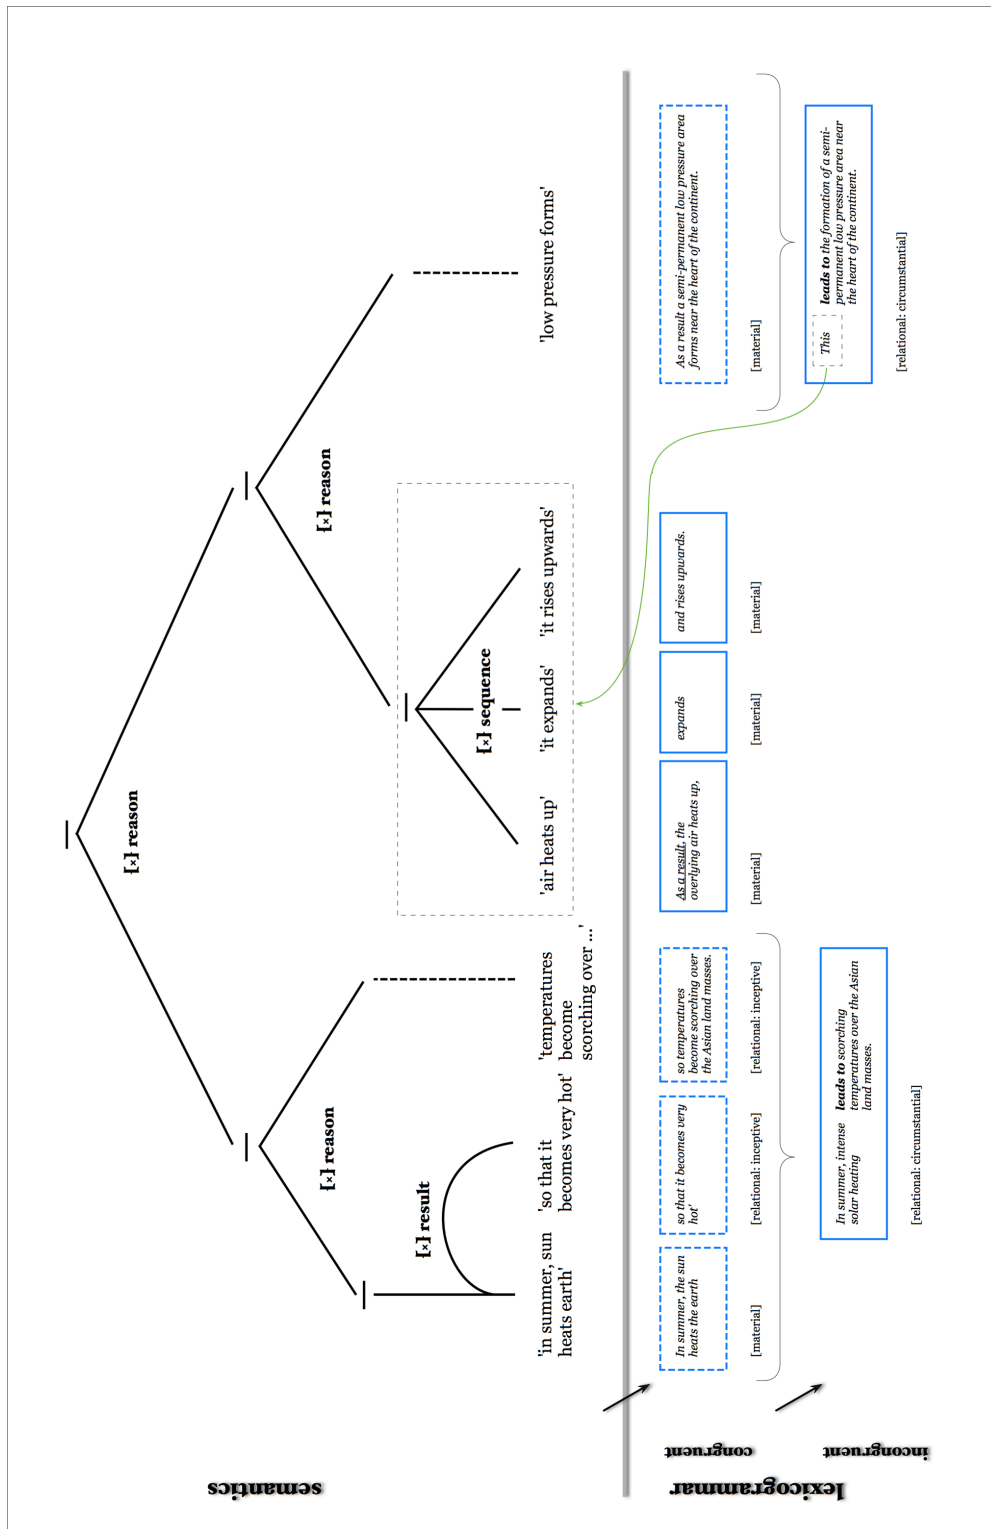 semantics
[×] reason
[×] reason
[×] reason
[×] result
[×] sequence
'in summer, sun
heats earth'
'so that it
becomes very hot'
'temperatures
become
scorching over ...'
'air heats up'
'it expands'
'it rises upwards'
'low pressure forms'
lexicogrammar
congruent
In summer, the sun
heats the earth
[material]
so that it becomes very
hot'
[relational: inceptive]
so temperatures
become scorching over
the Asian land masses.
[relational: inceptive]
As a result, the
overlying air heats up,
[material]
expands
[material]
and rises upwards.
[material]
As a result a semi-permanent low pressure area
forms near the heart of the continent.
[material]
incongruent
In summer, intense
solar heating
leads to scorching
temperatures over the Asian
land masses.
[relational: circumstantial]
This
leads to the formation of a semi-
permanent low pressure area near
the heart of the continent.
[relational: circumstantial]